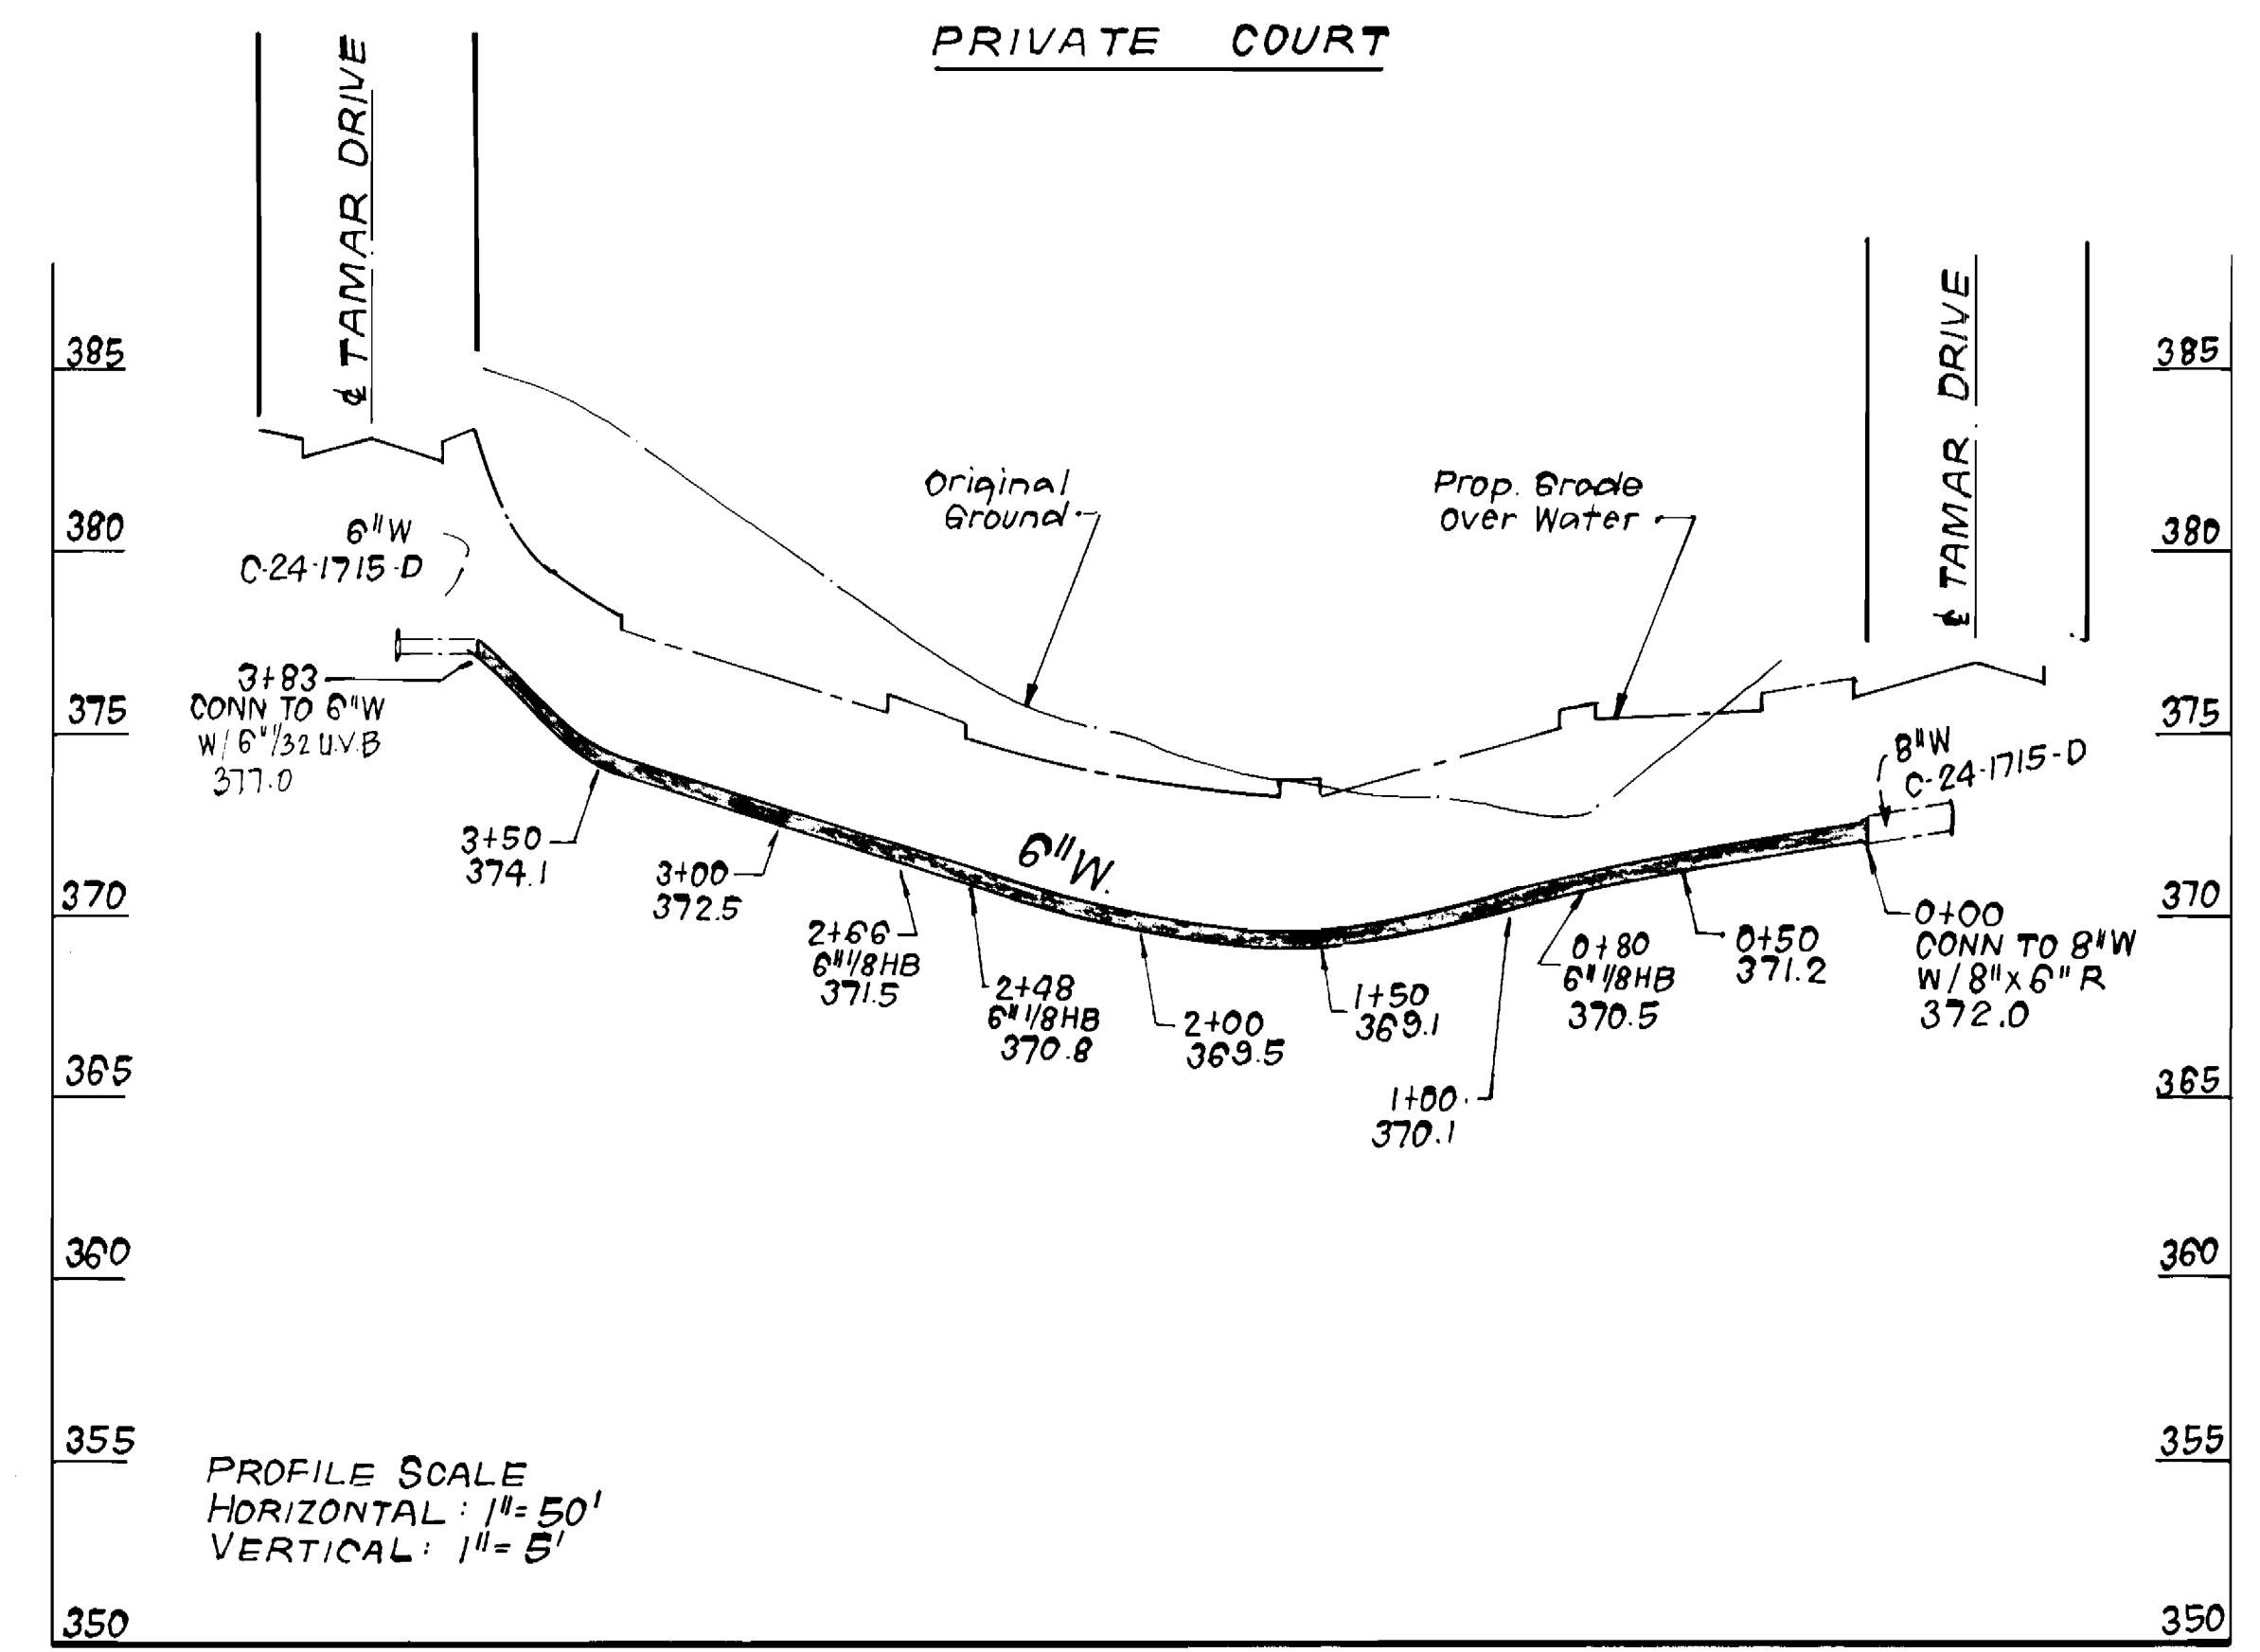 PRIVATE COURT
℄ TAMAR DRIVE
℄ TAMAR DRIVE
385
385
Original
Ground
Prop. Grade
Over Water
380
380
6"W
C-24-1715-D
3+83
CONN TO 6"W
W/6"1/32 U.V.B
377.0
375
375
8"W
C-24-1715-D
3+50
374.1
3+00
372.5
6"W.
370
370
2+66
6"1/8HB
371.5
2+48
6"1/8HB
370.8
2+00
369.5
1+50
369.1
1+00
370.1
0+80
6"1/8HB
370.5
0+50
371.2
0+00
CONN TO 8"W
W/8"x6"R
372.0
365
365
360
360
355
355
PROFILE SCALE
HORIZONTAL: 1"=50'
VERTICAL: 1"=5'
350
350